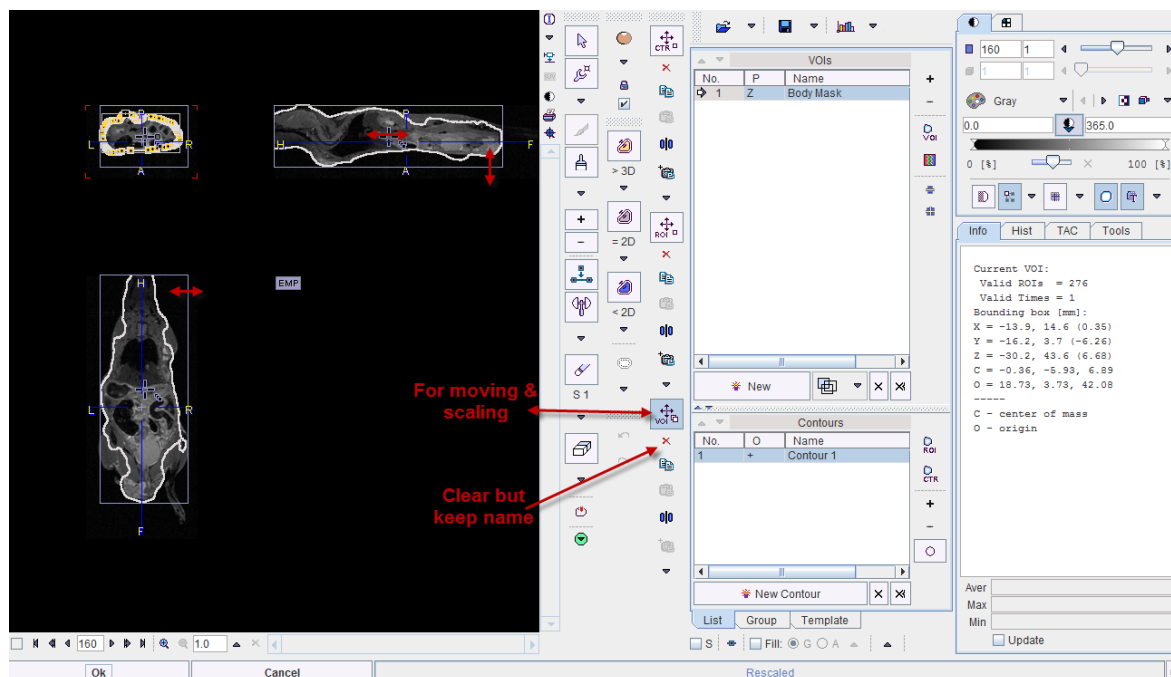 CTR
VOIs
No. P Name
1 Z Body Mask
VOI
> 3D
= 2D
< 2D
ROI
S 1
VOI
New
Contours
No. O Name
1 + Contour 1
ROI
CTR
New Contour
List Group Template
S Fill: G A
160 1
1 1
Gray
0.0 365.0
0 [%] 100 [%]
Info Hist TAC Tools
Current VOI:
Valid ROIs = 276
Valid Times = 1
Bounding box [mm]:
X = -13.9, 14.6 (0.35)
Y = -16.2, 3.7 (-6.26)
Z = -30.2, 43.6 (6.68)
C = -0.36, -5.93, 6.89
O = 18.73, 3.73, 42.08
-----
C - center of mass
O - origin
Aver
Max
Min
Update
P
L R
A
P
H F
A
H
L R
F
EMP
For moving &
scaling
Clear but
keep name
160 1.0
Ok Cancel Rescaled